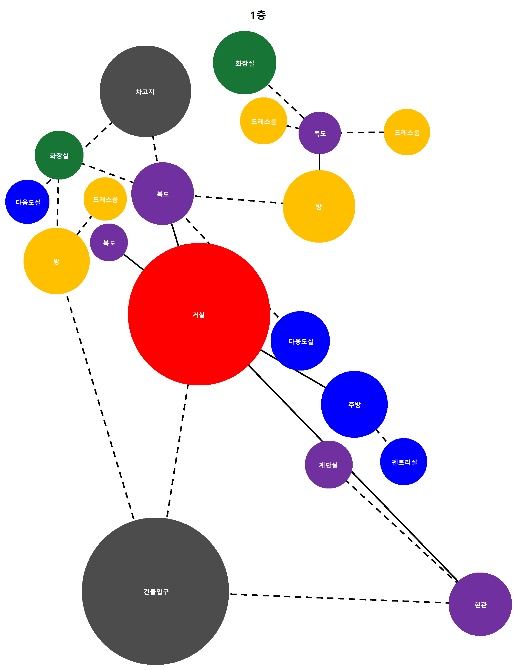 1층
화장실
차고지
드레스룸
복도
드레스룸
화장실
다용도실
드레스룸
복도
방
복도
방
거실
다용도실
주방
계단실
팬트리실
건물입구
현관